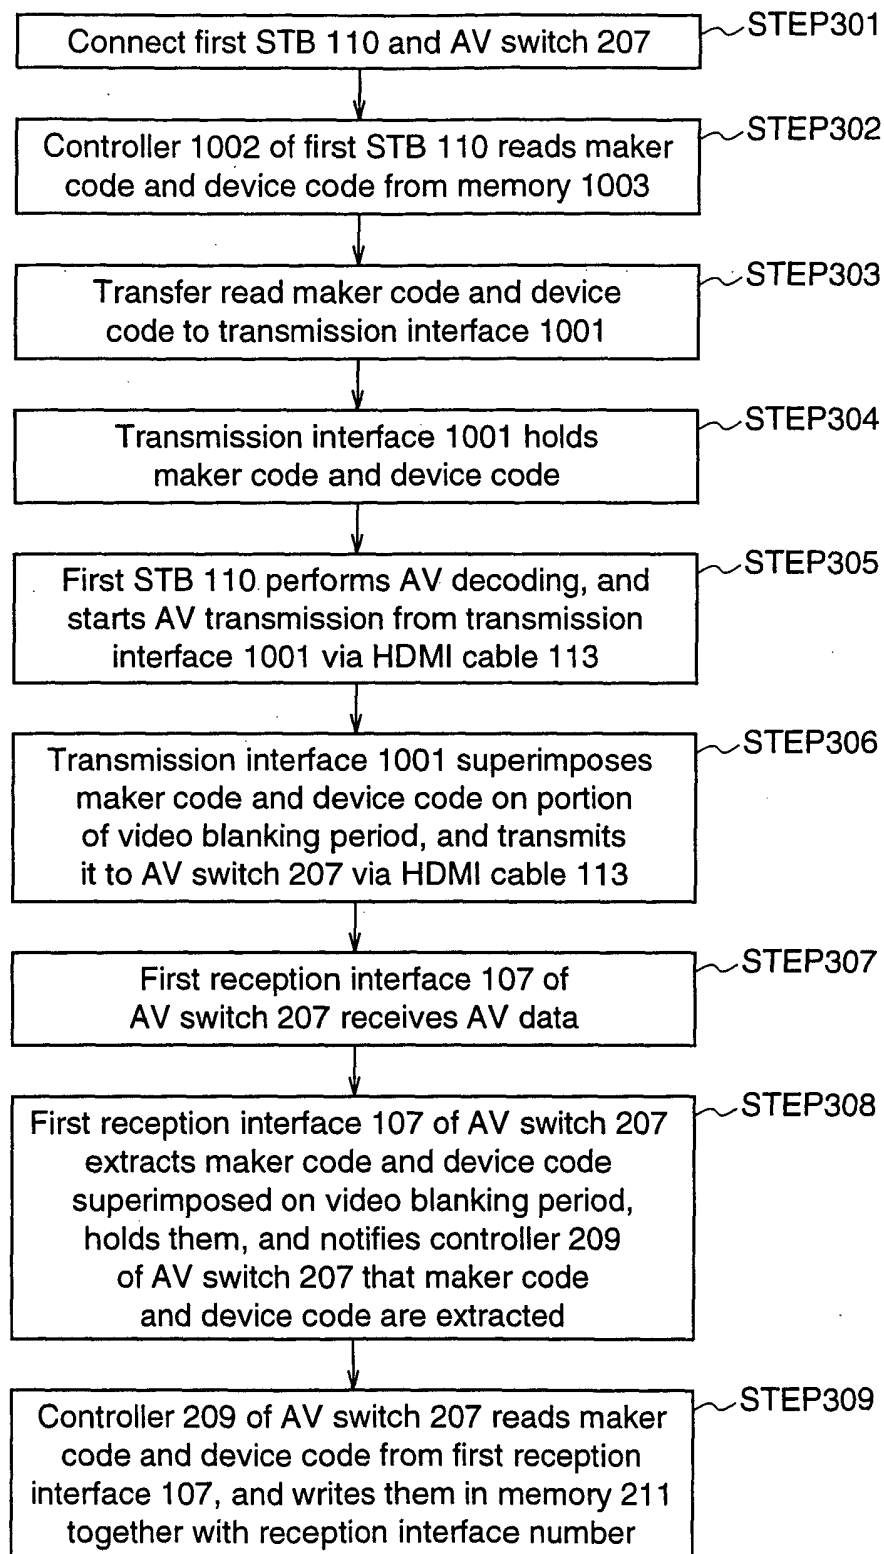 Connect first STB 110 and AV switch 207
STEP301
Controller 1002 of first STB 110 reads maker
code and device code from memory 1003
STEP302
Transfer read maker code and device
code to transmission interface 1001
STEP303
Transmission interface 1001 holds
maker code and device code
STEP304
First STB 110 performs AV decoding, and
starts AV transmission from transmission
interface 1001 via HDMI cable 113
STEP305
Transmission interface 1001 superimposes
maker code and device code on portion
of video blanking period, and transmits
it to AV switch 207 via HDMI cable 113
STEP306
First reception interface 107 of
AV switch 207 receives AV data
STEP307
First reception interface 107 of AV switch 207
extracts maker code and device code
superimposed on video blanking period,
holds them, and notifies controller 209
of AV switch 207 that maker code
and device code are extracted
STEP308
Controller 209 of AV switch 207 reads maker
code and device code from first reception
interface 107, and writes them in memory 211
together with reception interface number
STEP309